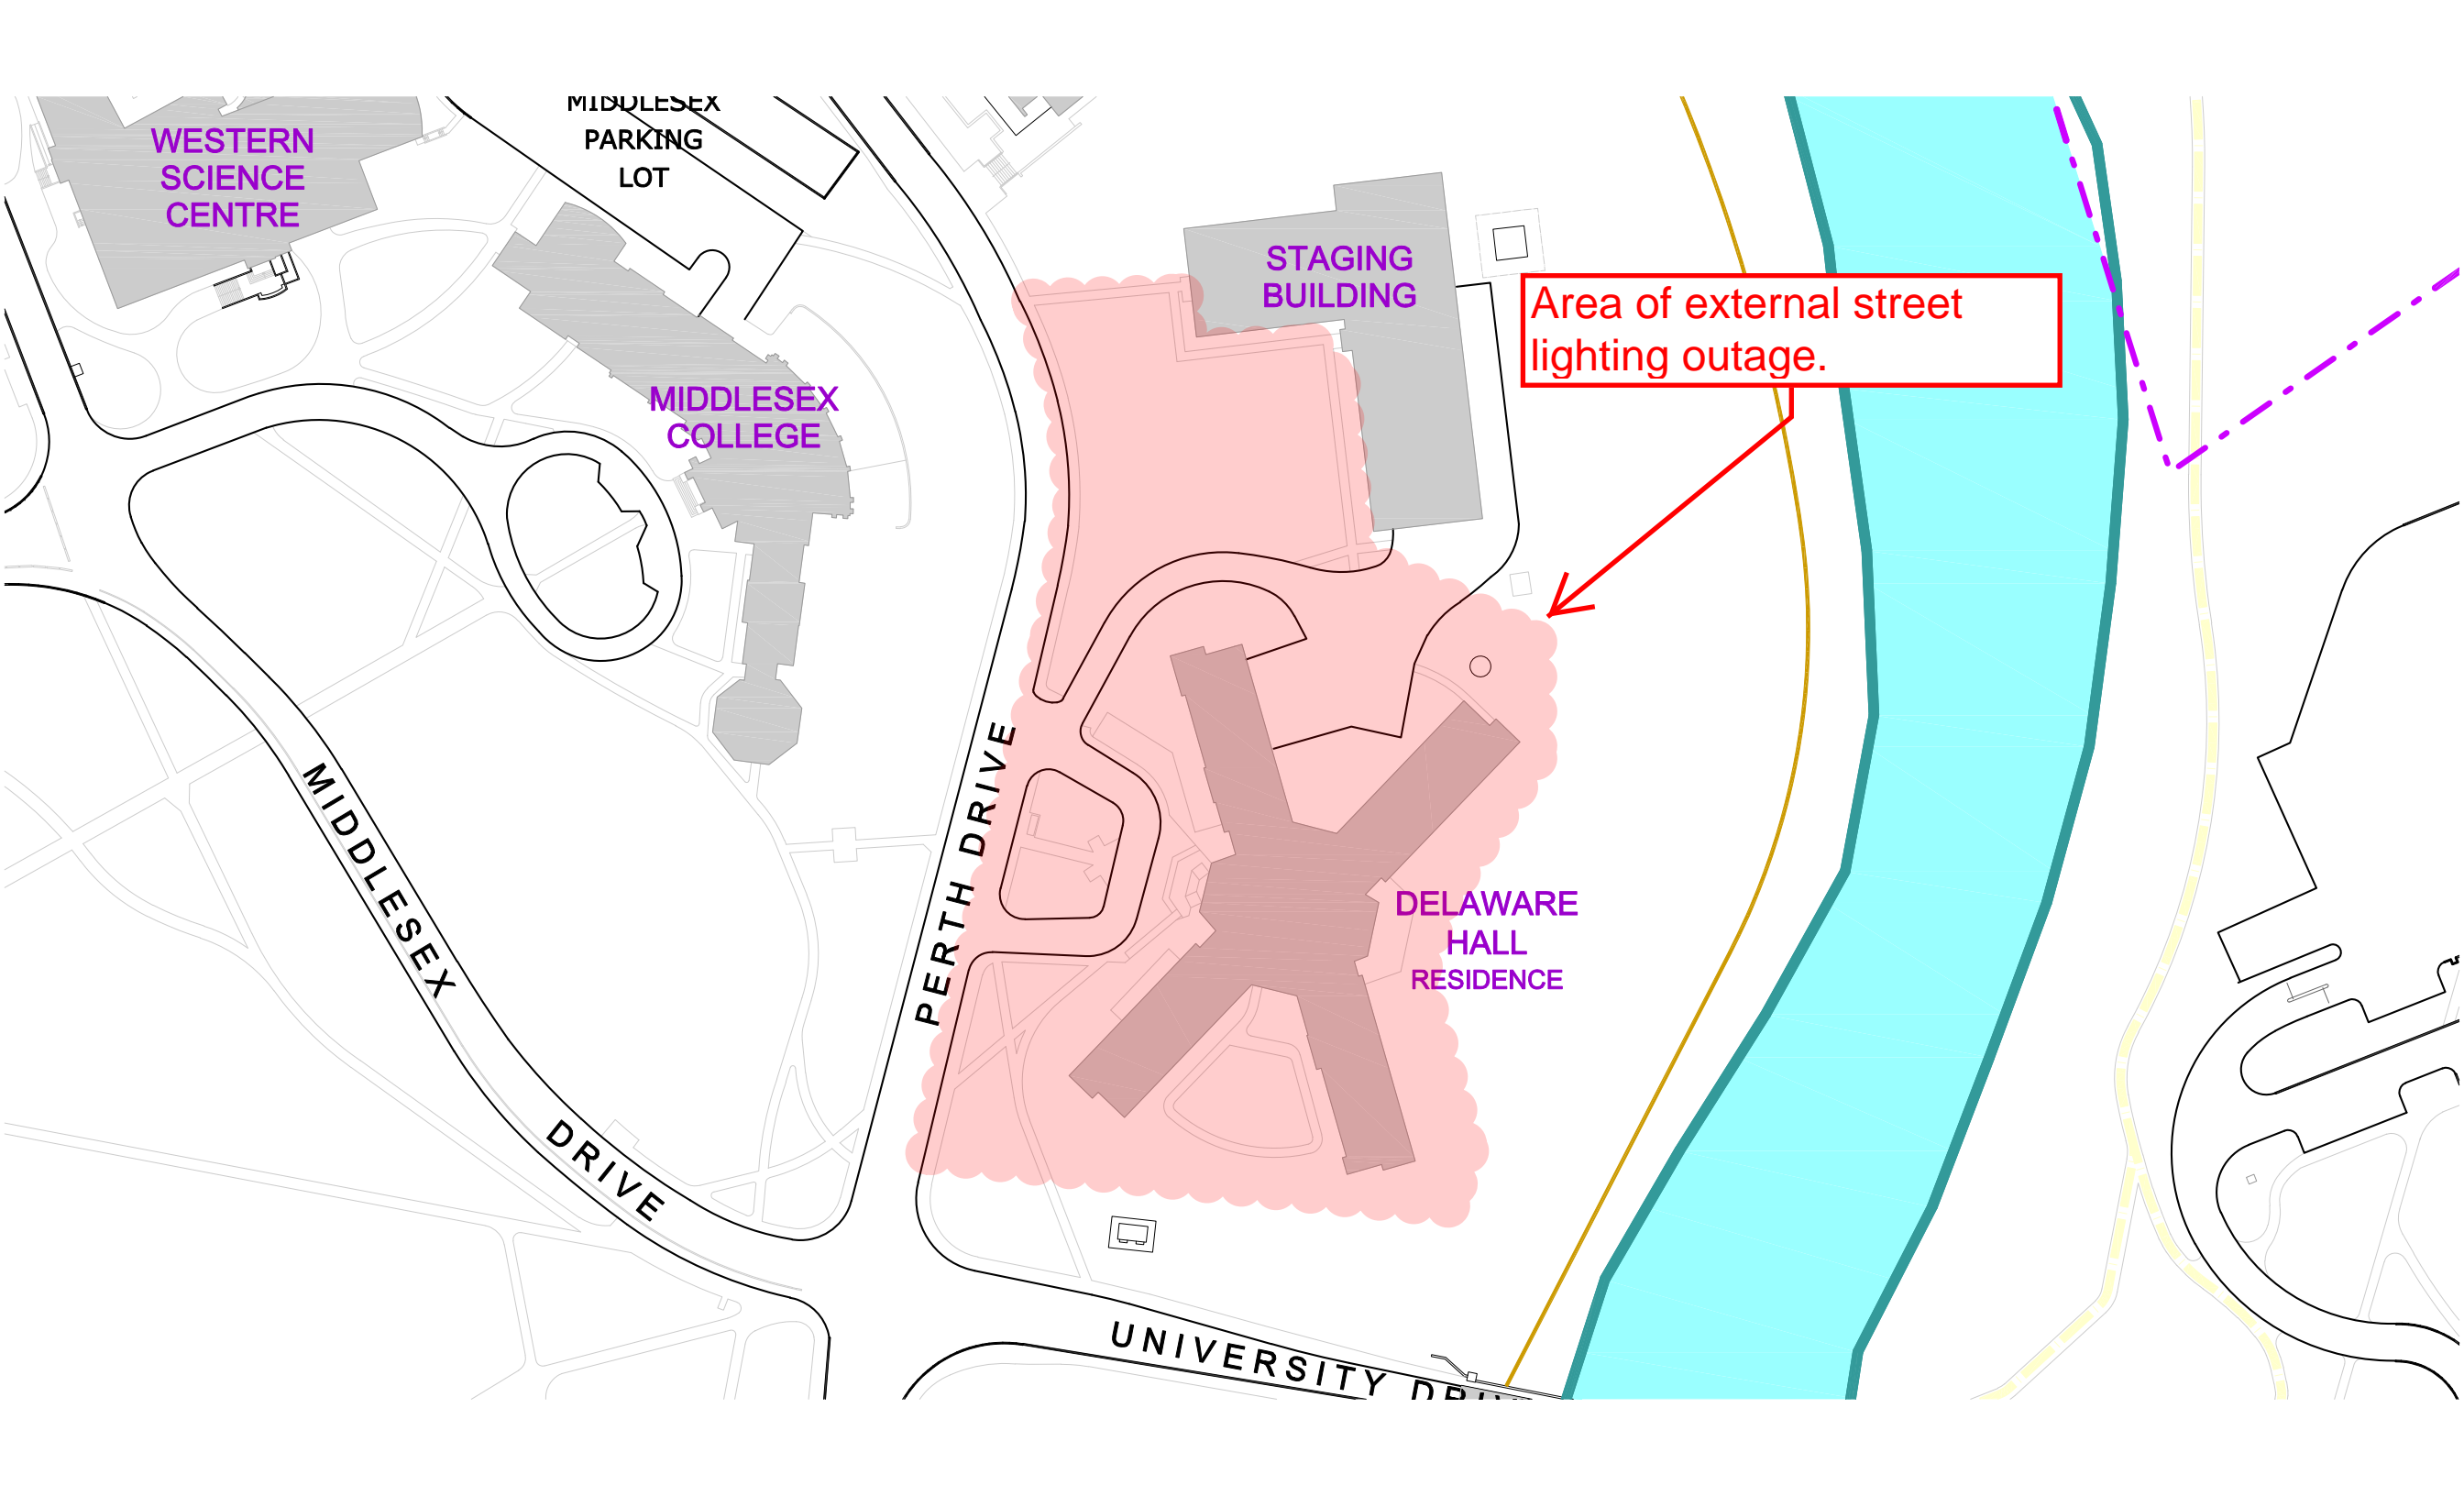 MIDDLESEX
PARKING
LOT
WESTERN
SCIENCE
CENTRE
STAGING
BUILDING
Area of external street
lighting outage.
MIDDLESEX
COLLEGE
PERTH DRIVE
MIDDLESEX
DRIVE
DELAWARE
HALL
RESIDENCE
UNIVERSITY DRIVE